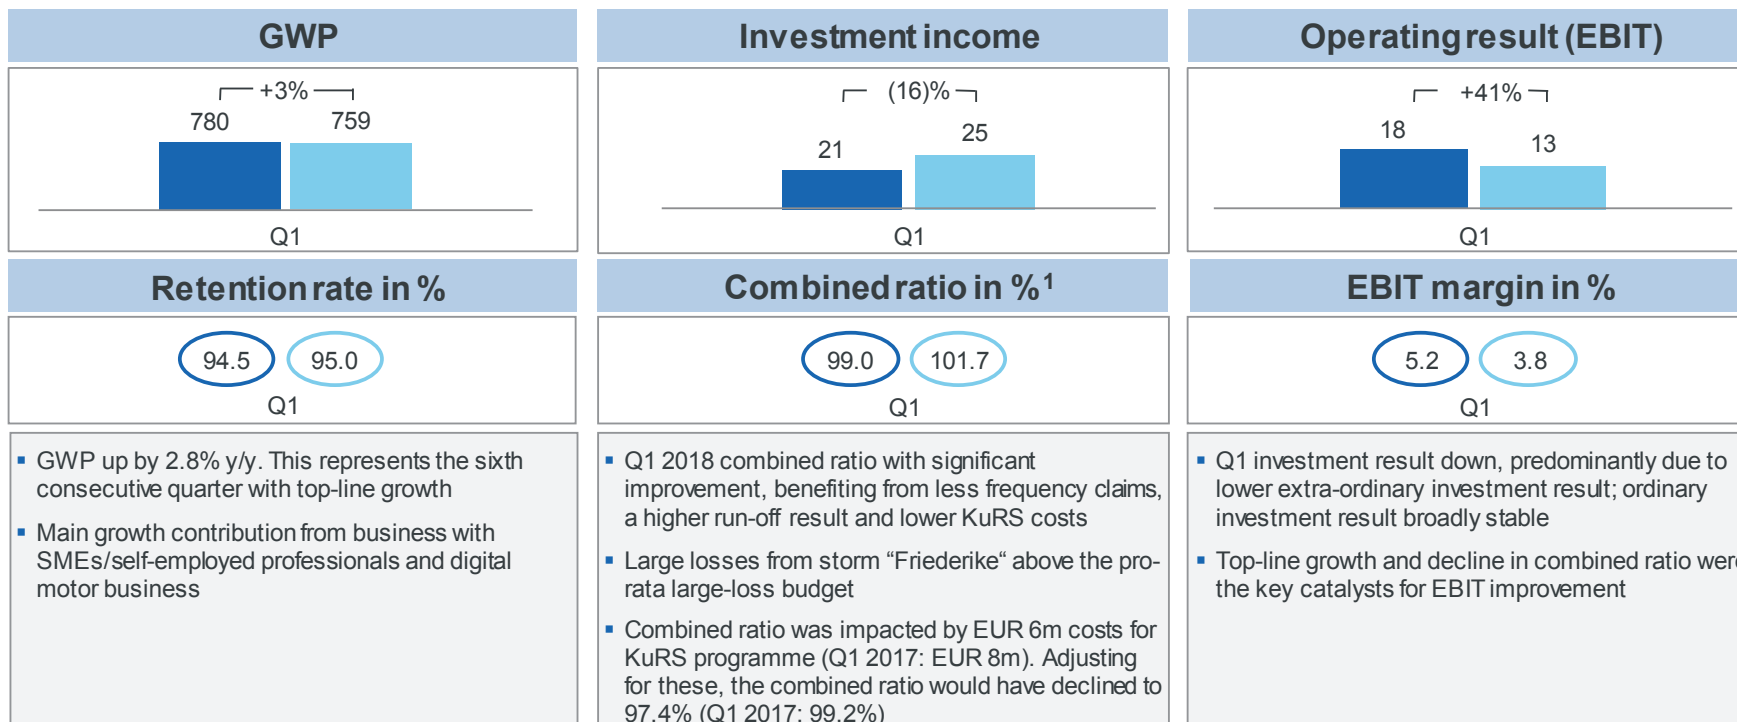 GWP
+3%
780
759
Q1
Investment income
(16)%
21
25
Q1
Operating result (EBIT)
+41%
18
13
Q1
Retention rate in %
94.5
95.0
Q1
Combined ratio in %1
99.0
101.7
Q1
EBIT margin in %
5.2
3.8
Q1
▪ GWP up by 2.8% y/y. This represents the sixth
consecutive quarter with top-line growth
▪ Main growth contribution from business with
SMEs/self-employed professionals and digital
motor business
▪ Q1 2018 combined ratio with significant
improvement, benefiting from less frequency claims,
a higher run-off result and lower KuRS costs
▪ Large losses from storm “Friederike“ above the pro-
rata large-loss budget
▪ Combined ratio was impacted by EUR 6m costs for
KuRS programme (Q1 2017: EUR 8m). Adjusting
for these, the combined ratio would have declined to
97.4% (Q1 2017: 99.2%)
▪ Q1 investment result down, predominantly due to
lower extra-ordinary investment result; ordinary
investment result broadly stable
▪ Top-line growth and decline in combined ratio were
the key catalysts for EBIT improvement